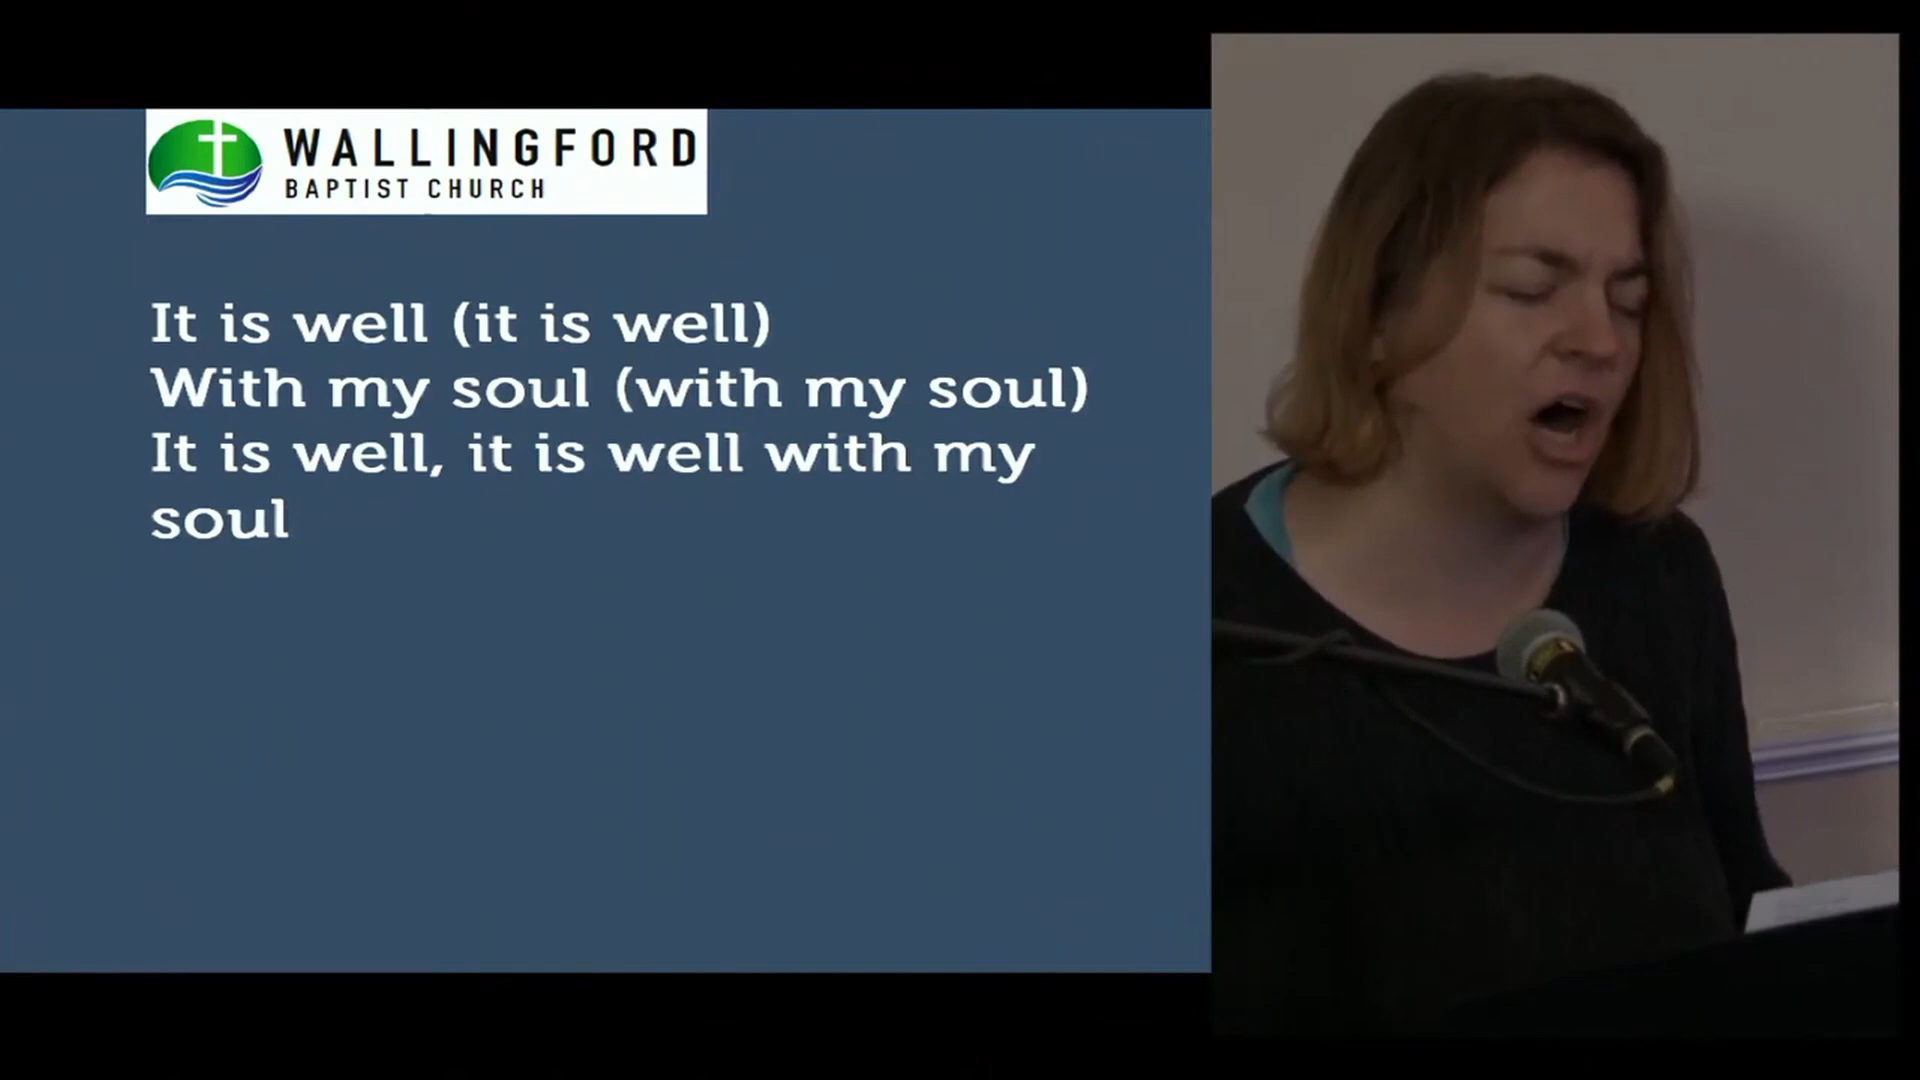 WALLINGFORD
BAPTIST CHURCH
It is well (it is well)
With my soul (with my soul)
It is well, it is well with my
soul